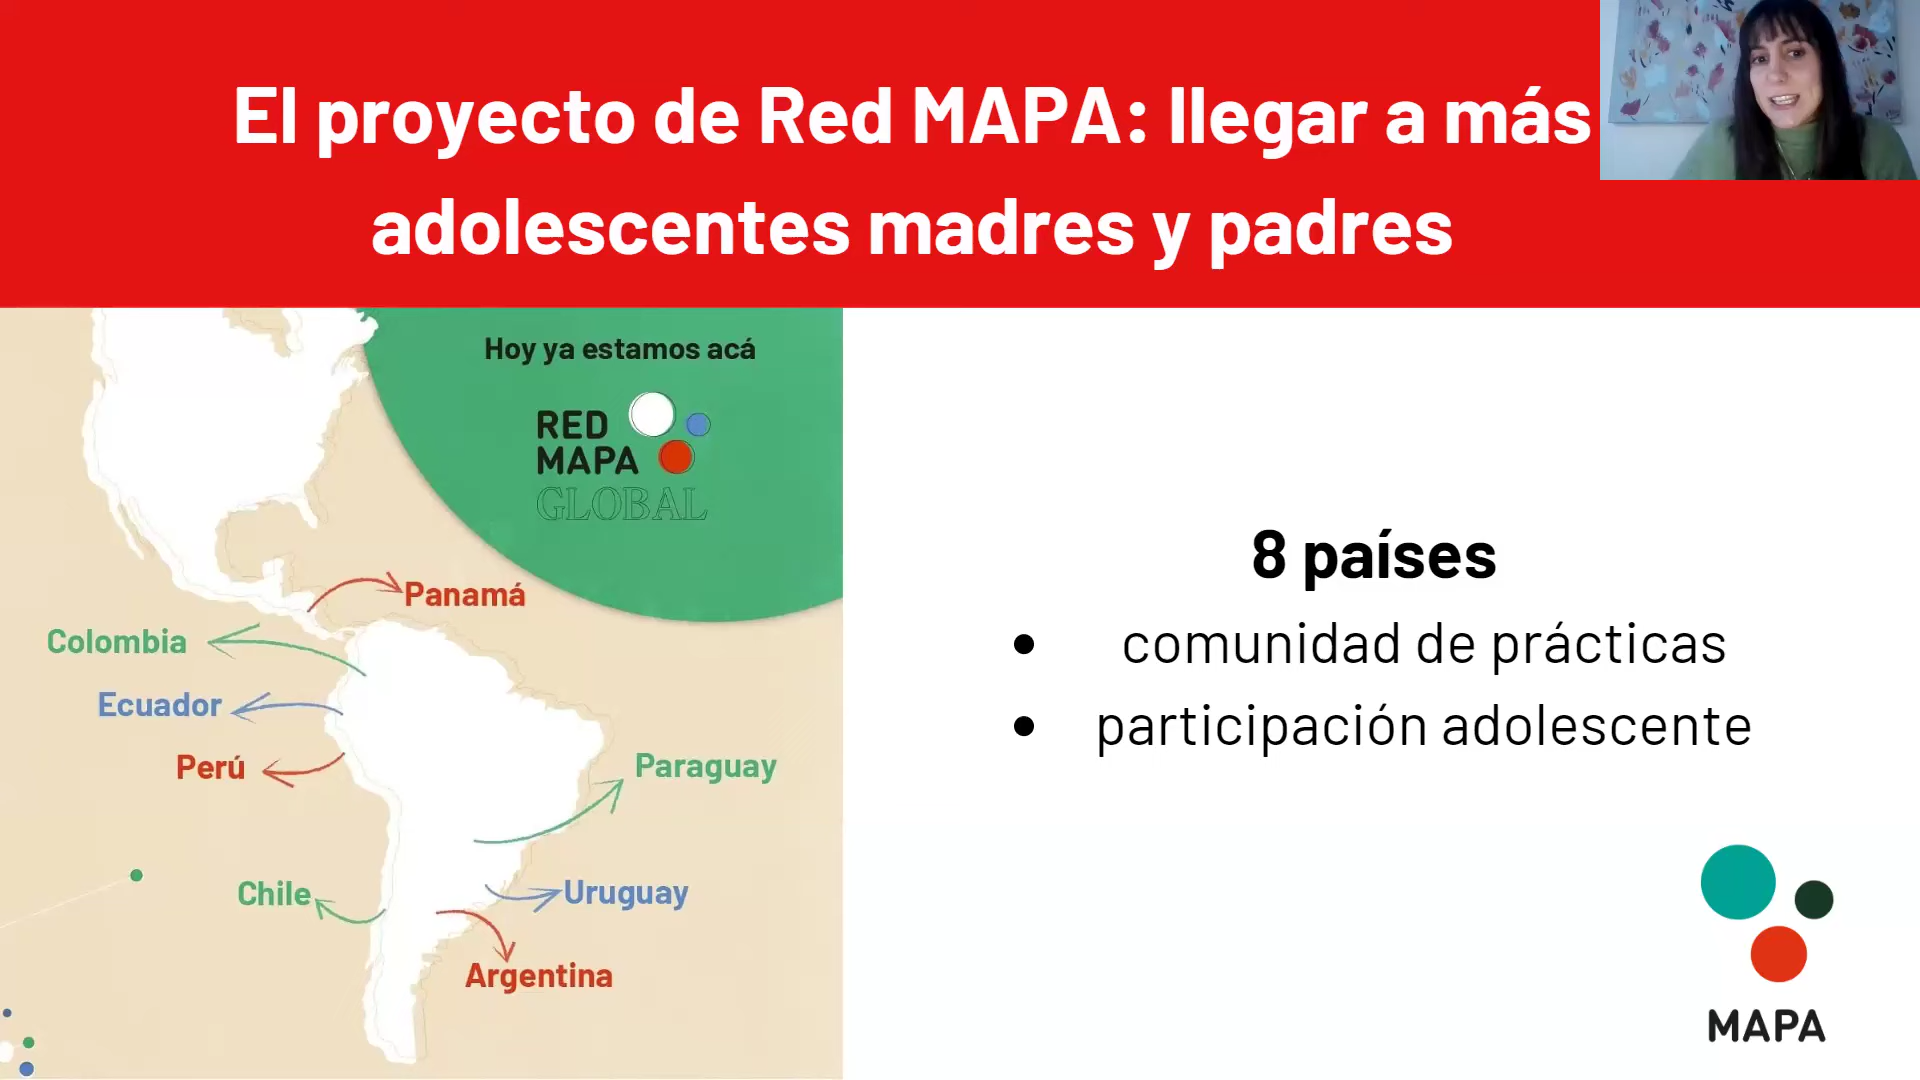 El proyecto de Red MAPA: llegar a más
adolescentes madres y padres
Hoy ya estamos acá
RED
MAPA
GLOBAL
Panamá
Colombia
Ecuador
Perú
Paraguay
Chile
Uruguay
Argentina
8 países
• comunidad de prácticas
• participación adolescente
MAPA